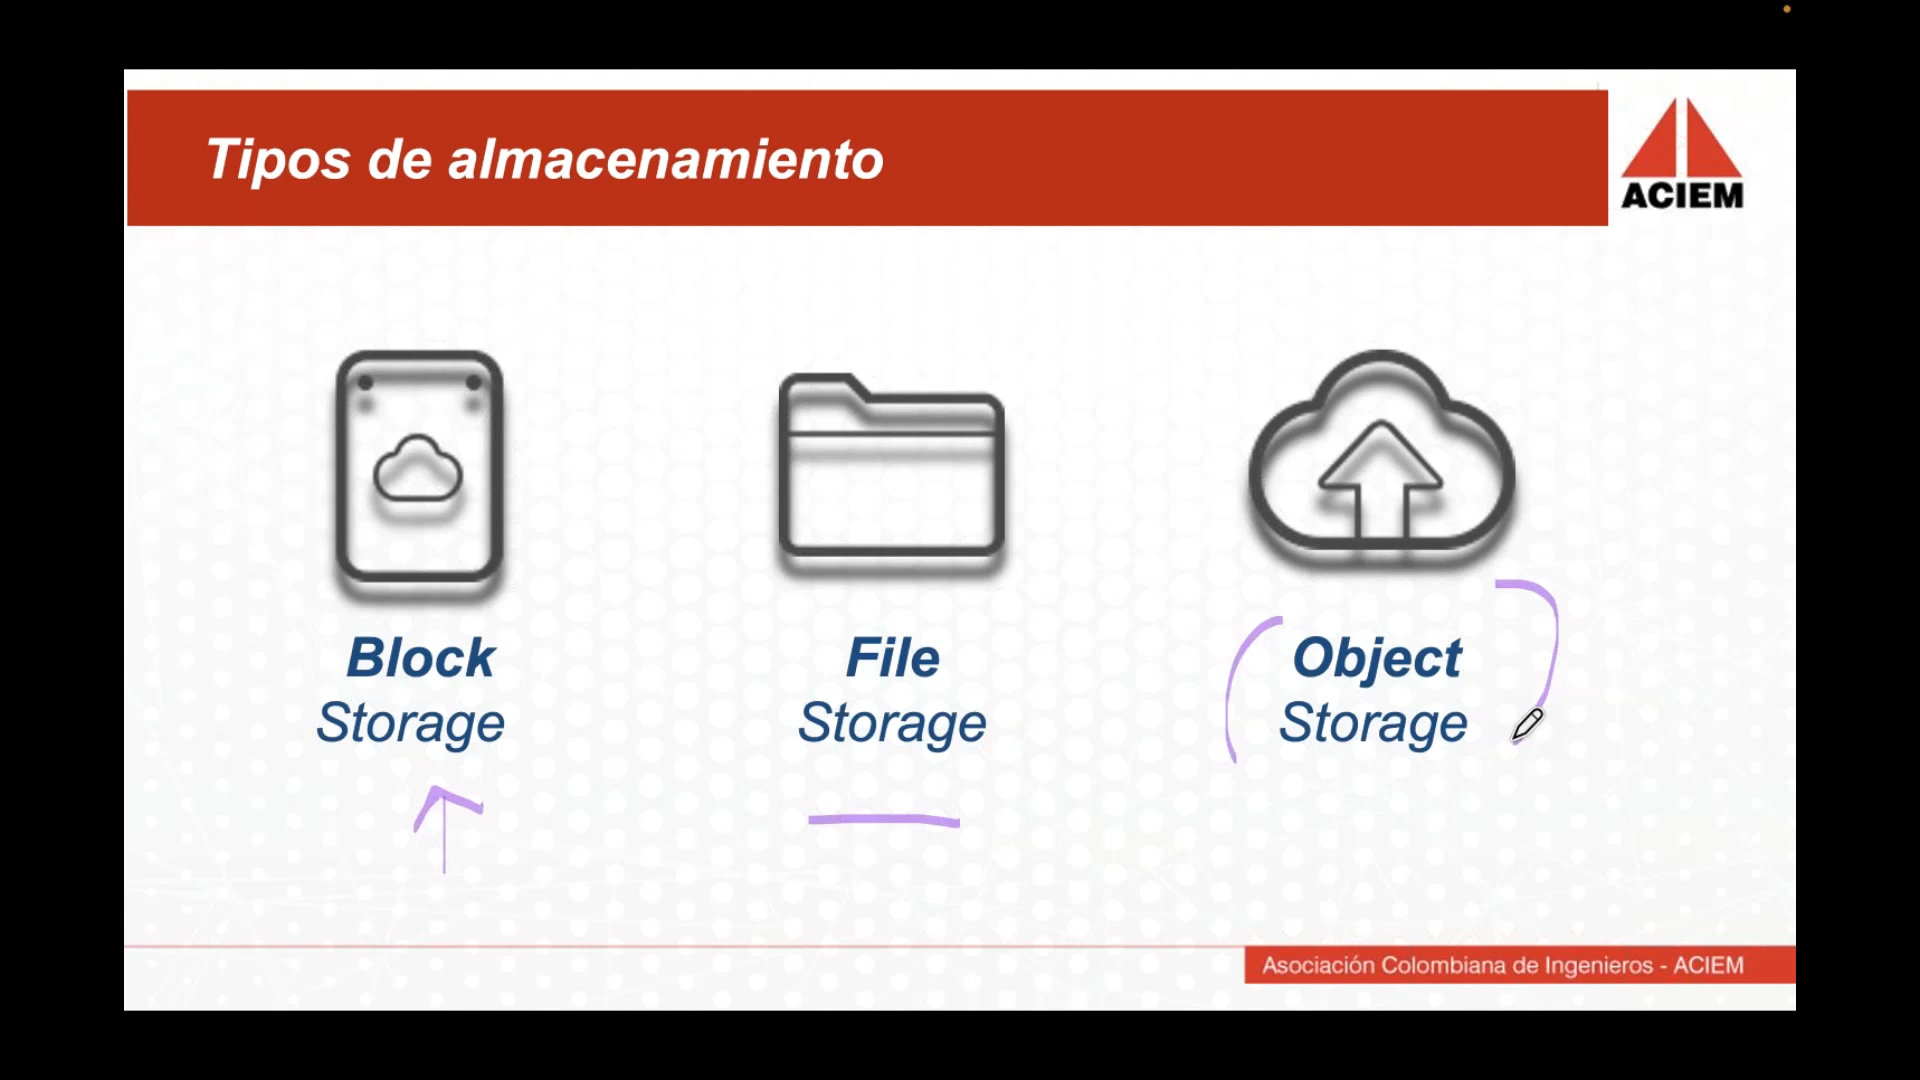 Tipos de almacenamiento
ACIEM
Block
Storage
File
Storage
Object
Storage
Asociación Colombiana de Ingenieros - ACIEM